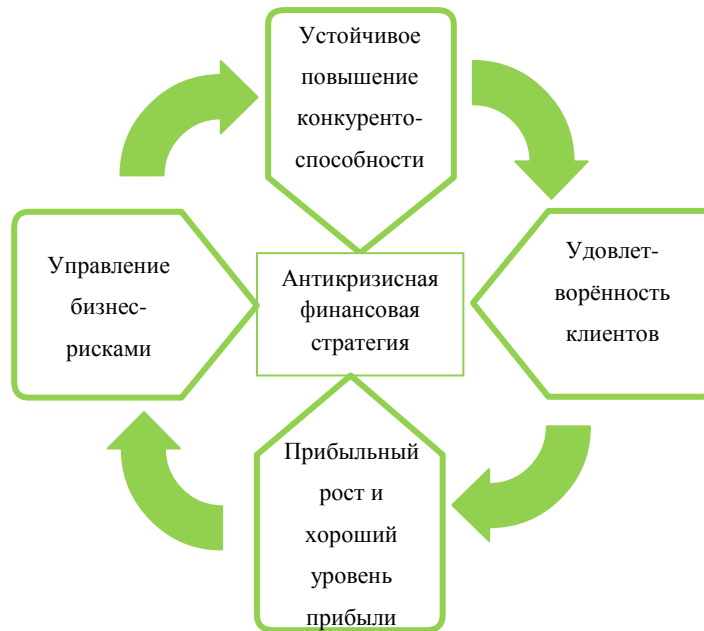 Устойчивое
повышение
конкуренто-
способности
Управление
бизнес-
рисками
Антикризисная
финансовая
стратегия
Удовлет-
ворённость
клиентов
Прибыльный
рост и
хороший
уровень
прибыли